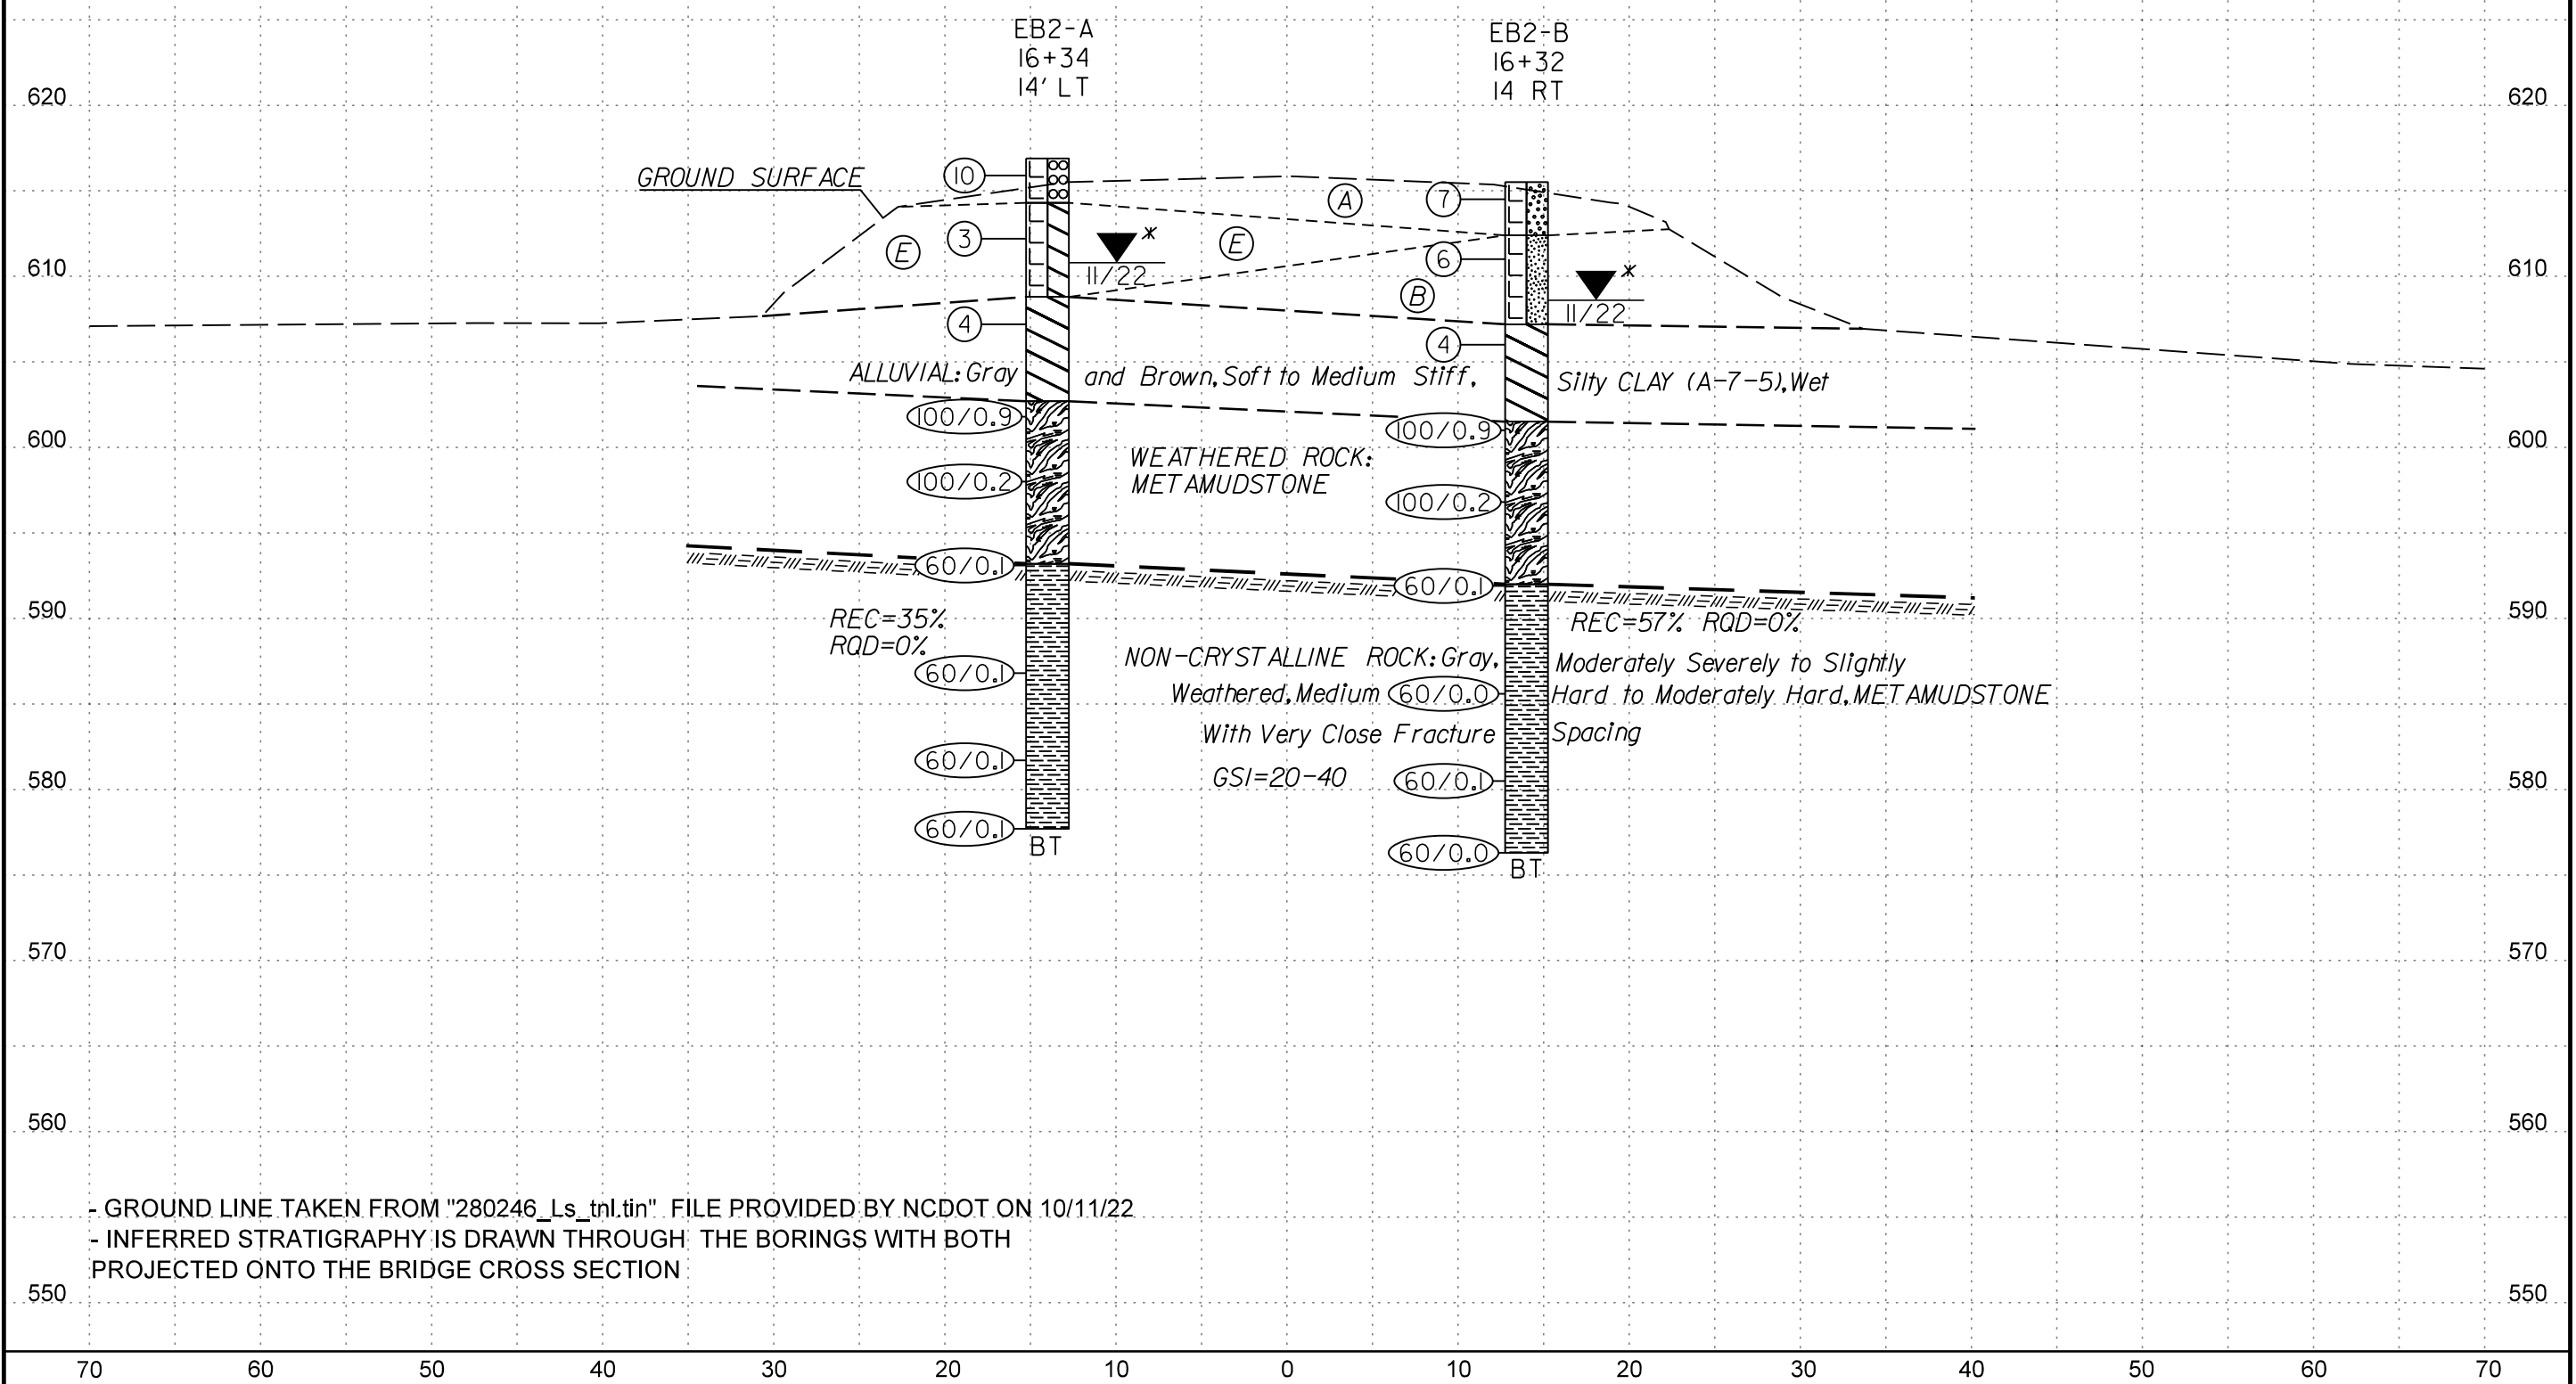 EB2-A
16+34
14' LT
EB2-B
16+32
14 RT
620
620
GROUND SURFACE
10
A
7
E
3
*
11/22
E
6
*
11/22
B
610
610
4
4
ALLUVIAL: Gray and Brown, Soft to Medium Stiff, Silty CLAY (A-7-5), Wet
100/0.9
100/0.9
600
600
WEATHERED ROCK:
METAMUDSTONE
100/0.2
100/0.2
60/0.1
60/0.1
590
590
REC=35%
RQD=0%
REC=57% RQD=0%
NON-CRYSTALLINE ROCK: Gray, Moderately Severely to Slightly
60/0.1
Weathered, Medium 60/0.0 Hard to Moderately Hard, METAMUDSTONE
With Very Close Fracture Spacing
60/0.1
GSI=20-40
60/0.1
580
580
60/0.1
BT
60/0.0
BT
570
570
560
560
- GROUND LINE TAKEN FROM "280246_Ls_tnl.tin" FILE PROVIDED BY NCDOT ON 10/11/22
- INFERRED STRATIGRAPHY IS DRAWN THROUGH THE BORINGS WITH BOTH
PROJECTED ONTO THE BRIDGE CROSS SECTION
550
550
70 60 50 40 30 20 10 0 10 20 30 40 50 60 70